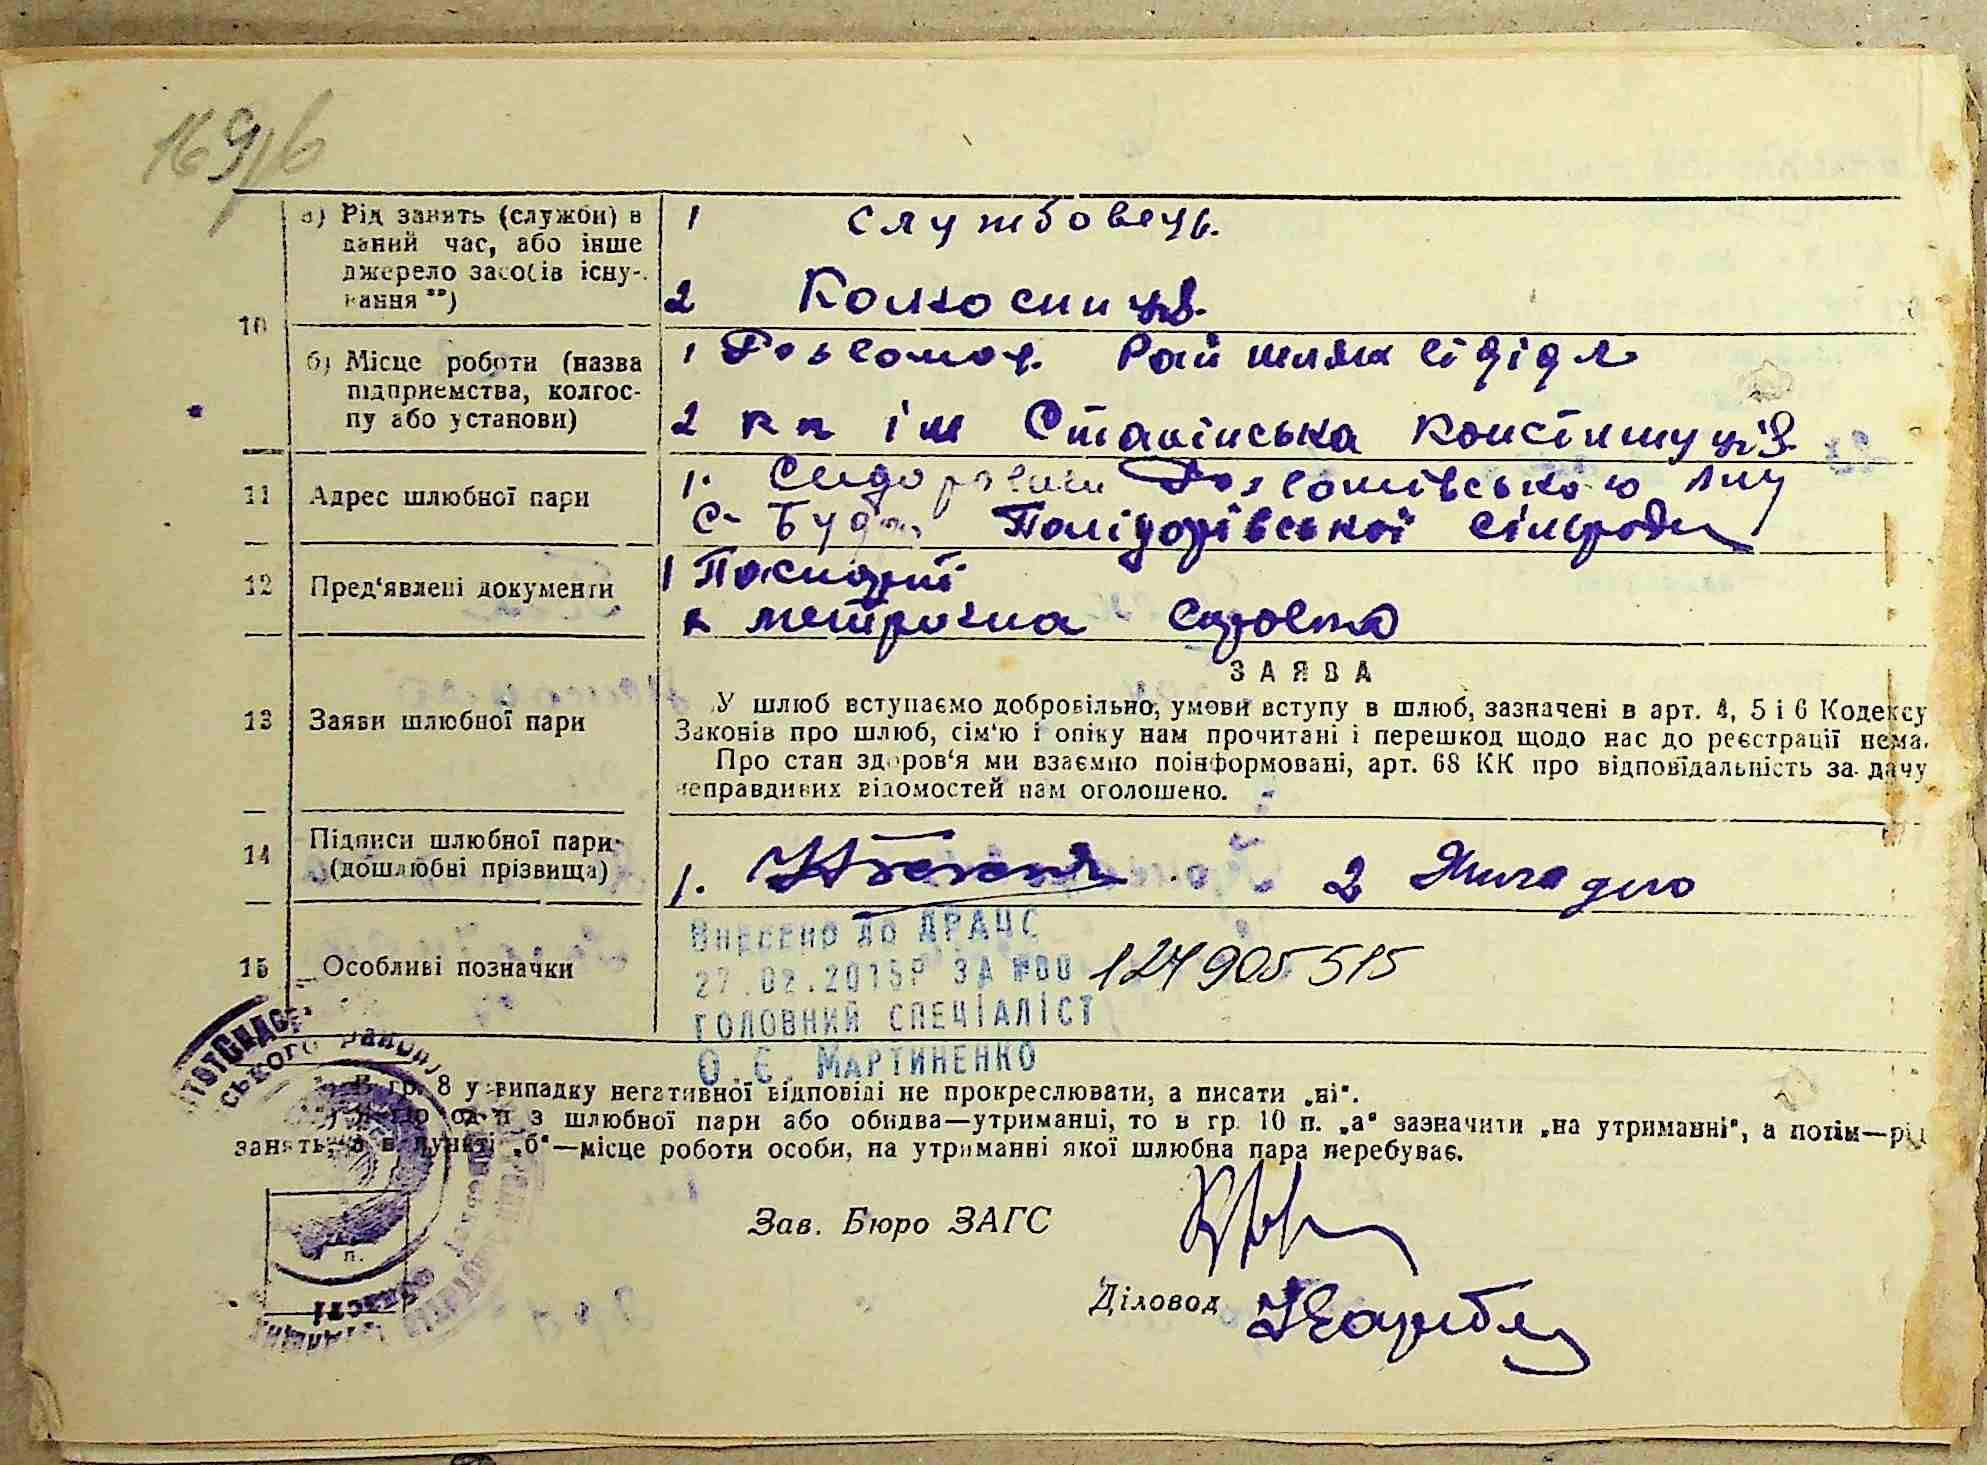 169/б
10
а) Рід занять (служби) в
даний час, або інше
джерело засобів існу-
вання **)
1 Службовець.
2 Колхосниця.
б) Місце роботи (назва
підприємства, колгос-
пу або установи)
1 Райшляхвідділ
2 кп ім Сталінська Констітуція
11
Адрес шлюбної пари
1.
с. Буда Полідорівської сільради
12
Пред'явлені документи
1 Паспорті
метрична
13
Заяви шлюбної пари
ЗАЯВА
У шлюб вступаємо добровільно, умови вступу в шлюб, зазначені в арт. 4, 5 і 6 Кодексу
Законів про шлюб, сім'ю і опіку нам прочитані і перешкод щодо нас до реєстрації нема.
Про стан здоров'я ми взаємно поінформовані, арт. 68 КК про відповідальність за дачу
неправдивих відомостей нам оголошено.
14
Підписи шлюбної пари
(дошлюбні прізвища)
1.
2
15
Особливі позначки
Внесено до ДРАЦС
27.02.2015р за №00 124905515
головний спеціаліст
О.Є. Мартиненко
*) В гр. 8 у випадку негативної відповіді не прокреслювати, а писати „ні".
один з шлюбної пари або обидва—утриманці, то в гр. 10 п. „а" зазначити „на утриманні", а потім—рід
занять, а в пункті „б"—місце роботи особи, на утриманні якої шлюбна пара перебуває.
п.
Зав. Бюро ЗАГС
Діловод